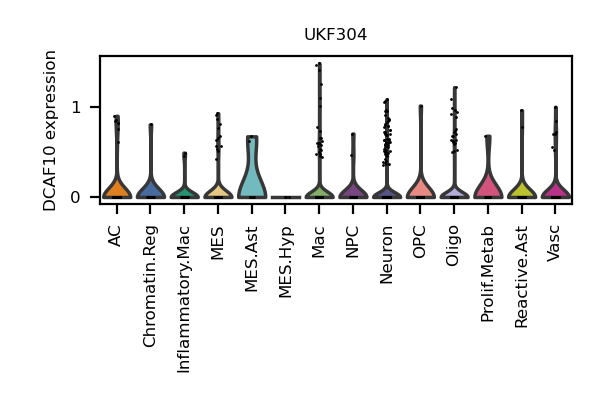 UKF304
DCAF10 expression
1
0
AC
Chromatin.Reg
Inflammatory.Mac
MES
MES.Ast
MES.Hyp
Mac
NPC
Neuron
OPC
Oligo
Prolif.Metab
Reactive.Ast
Vasc